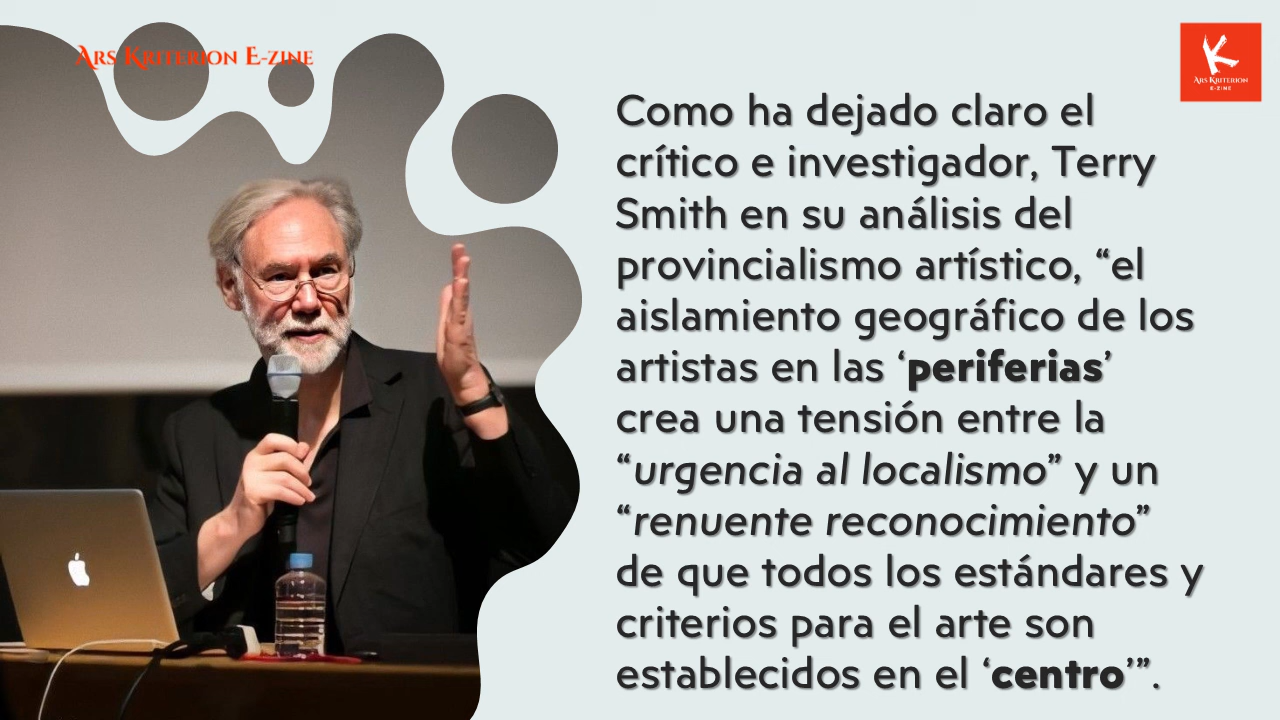 Ars Kriterion E-zine
Ars Kriterion
E-ZINE
Como ha dejado claro el
crítico e investigador, Terry
Smith en su análisis del
provincialismo artístico, “el
aislamiento geográfico de los
artistas en las ‘periferias’
crea una tensión entre la
“urgencia al localismo” y un
“renuente reconocimiento”
de que todos los estándares y
criterios para el arte son
establecidos en el ‘centro’”.